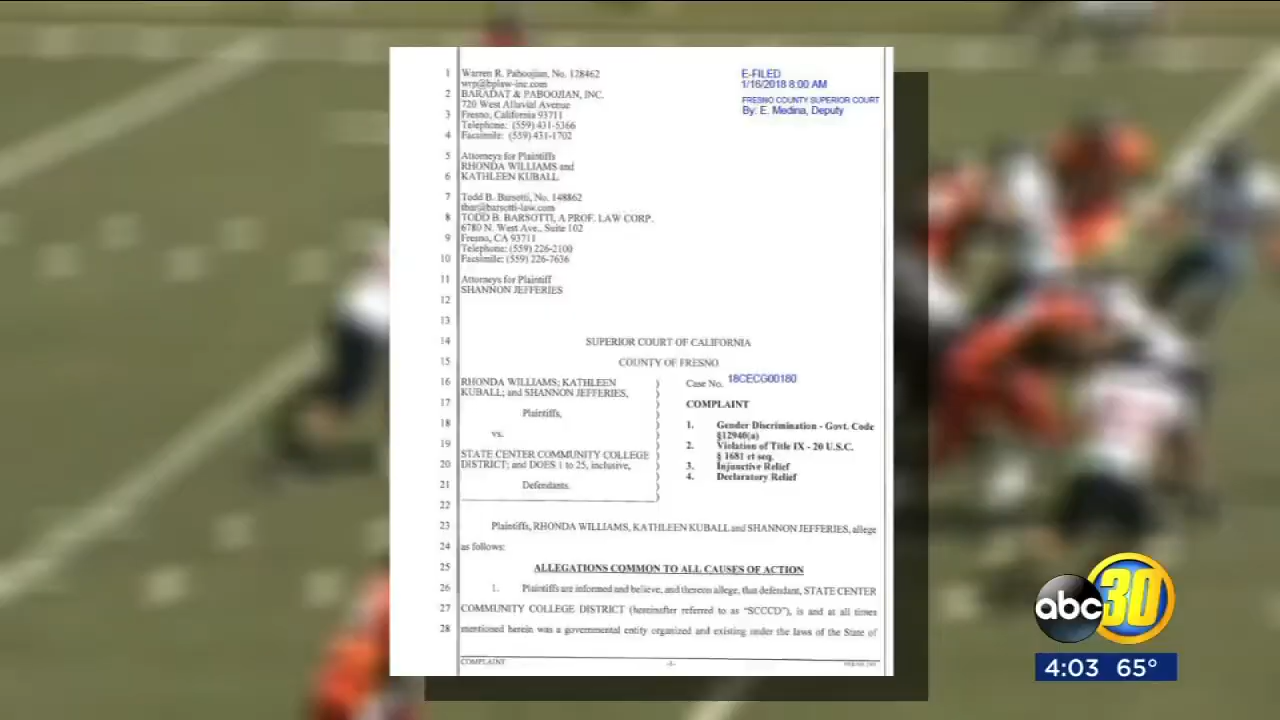 1 Warren R. Paboojian, No. 128462
wrp@bplaw-inc.com
2 BARADAT & PABOOJIAN, INC.
720 West Alluvial Avenue
3 Fresno, California 93711
Telephone: (559) 431-5366
4 Facsimile: (559) 431-1702
E-FILED
1/16/2018 8:00 AM
FRESNO COUNTY SUPERIOR COURT
By: E. Medina, Deputy
5 Attorneys for Plaintiffs
RHONDA WILLIAMS and
6 KATHLEEN KUBALL
7 Todd B. Barsotti, No. 148862
tbar@barsotti-law.com
8 TODD B. BARSOTTI, A PROF. LAW CORP.
6780 N. West Ave., Suite 102
9 Fresno, CA 93711
Telephone: (559) 226-2100
10 Facsimile: (559) 226-7636
11 Attorneys for Plaintiff
SHANNON JEFFERIES
12
13
14 SUPERIOR COURT OF CALIFORNIA
15 COUNTY OF FRESNO
16 RHONDA WILLIAMS; KATHLEEN
KUBALL; and SHANNON JEFFERIES,
17 Plaintiffs,
18 vs.
19 STATE CENTER COMMUNITY COLLEGE
20 DISTRICT; and DOES 1 to 25, inclusive,
21 Defendants.
22
Case No. 18CECG00180
COMPLAINT
1. Gender Discrimination - Govt. Code
§12940(a)
2. Violation of Title IX - 20 U.S.C.
§ 1681 et seq.
3. Injunctive Relief
4. Declaratory Relief
23 Plaintiffs, RHONDA WILLIAMS, KATHLEEN KUBALL and SHANNON JEFFERIES, allege
24 as follows:
25 ALLEGATIONS COMMON TO ALL CAUSES OF ACTION
26 1. Plaintiffs are informed and believe, and thereon allege, that defendant, STATE CENTER
27 COMMUNITY COLLEGE DISTRICT (hereinafter referred to as "SCCCD"), is and at all times
28 mentioned herein was a governmental entity organized and existing under the laws of the State of
COMPLAINT
-1-
abc 30
4:03 65°